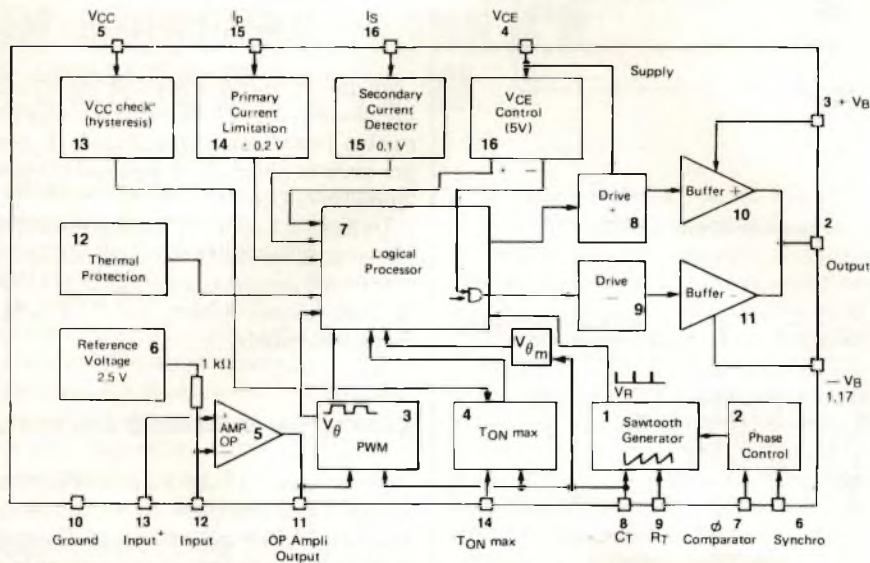 VCC
5
Ip
15
IS
16
VCE
4
Supply
3 + VB
VCC check"
(hysteresis)
13
Primary
Current
Limitation
14 ± 0.2 V
Secondary
Current
Detector
15 0,1 V
VCE
Control
(5V)
16
+ −
Drive
+
8
Buffer +
10
2
Output
12
Thermal
Protection
7
Logical
Processor
Drive
−
9
Buffer -
11
− VB
1,17
Reference
Voltage 6
2.5 V
1 kΩ
Vθm
VR
+
AMP.
OP
−
5
Vθ
3
PWM
4
TON max
1
Sawtooth
Generator
2
Phase
Control
10
Ground
13
Input+
12
Input
11
OP Ampli
Output
14
TON max
8
CT
9
RT
ϕ 7
Comparator
6
Synchro